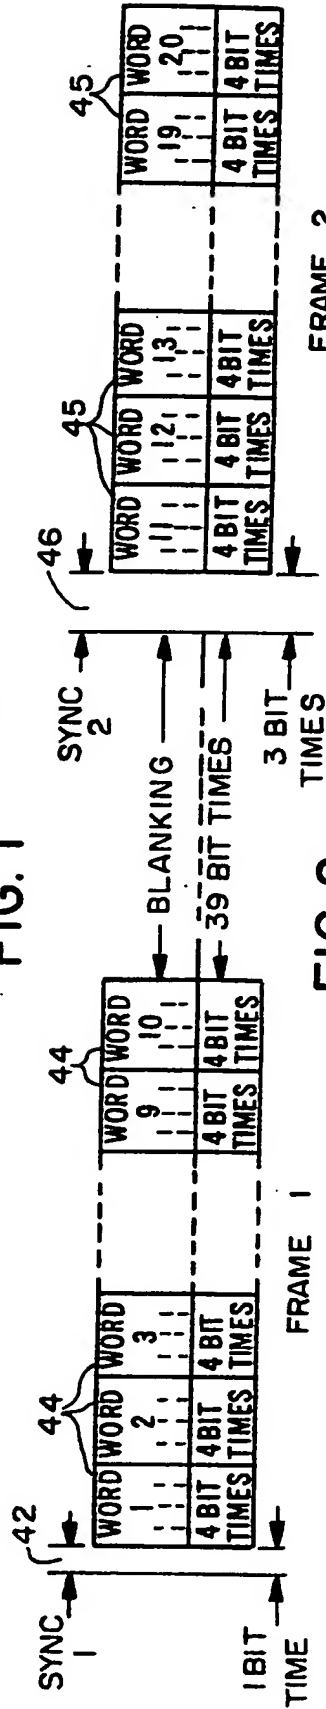 FIG. 1
SYNC 1
42
44
44
WORD 1
WORD 2
WORD 3
WORD 9
WORD 10
4 BIT TIMES
4 BIT TIMES
4 BIT TIMES
4 BIT TIMES
4 BIT TIMES
1 BIT TIME
FRAME 1
BLANKING
39 BIT TIMES
SYNC 2
46
45
45
WORD 11
WORD 12
WORD 13
WORD 19
WORD 20
4 BIT TIMES
4 BIT TIMES
4 BIT TIMES
4 BIT TIMES
4 BIT TIMES
3 BIT TIMES
FRAME 2